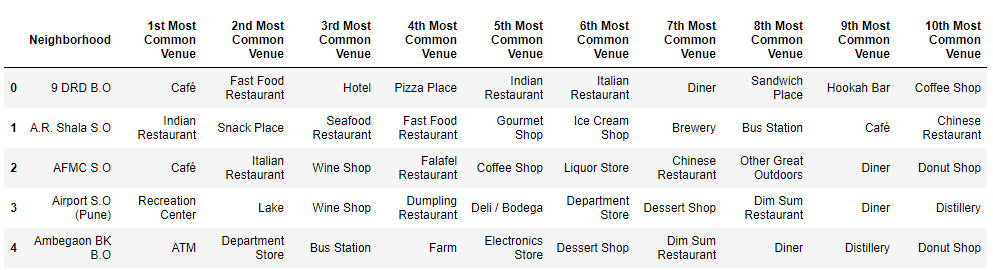 Neighborhood 1st Most Common Venue 2nd Most Common Venue 3rd Most Common Venue 4th Most Common Venue 5th Most Common Venue 6th Most Common Venue 7th Most Common Venue 8th Most Common Venue 9th Most Common Venue 10th Most Common Venue
0 9 DRD B.O Café Fast Food Restaurant Hotel Pizza Place Indian Restaurant Italian Restaurant Diner Sandwich Place Hookah Bar Coffee Shop
1 A.R. Shala S.O Indian Restaurant Snack Place Seafood Restaurant Fast Food Restaurant Gourmet Shop Ice Cream Shop Brewery Bus Station Café Chinese Restaurant
2 AFMC S.O Café Italian Restaurant Wine Shop Falafel Restaurant Coffee Shop Liquor Store Chinese Restaurant Other Great Outdoors Diner Donut Shop
3 Airport S.O (Pune) Recreation Center Lake Wine Shop Dumpling Restaurant Deli / Bodega Department Store Dessert Shop Dim Sum Restaurant Diner Distillery
4 Ambegaon BK B.O ATM Department Store Bus Station Farm Electronics Store Dessert Shop Dim Sum Restaurant Diner Distillery Donut Shop